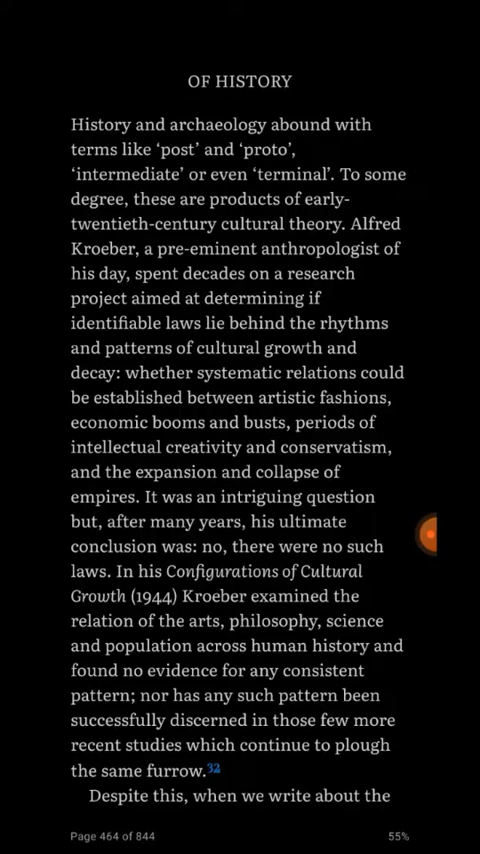 OF HISTORY
History and archaeology abound with
terms like ‘post’ and ‘proto’,
‘intermediate’ or even ‘terminal’. To some
degree, these are products of early-
twentieth-century cultural theory. Alfred
Kroeber, a pre-eminent anthropologist of
his day, spent decades on a research
project aimed at determining if
identifiable laws lie behind the rhythms
and patterns of cultural growth and
decay: whether systematic relations could
be established between artistic fashions,
economic booms and busts, periods of
intellectual creativity and conservatism,
and the expansion and collapse of
empires. It was an intriguing question
but, after many years, his ultimate
conclusion was: no, there were no such
laws. In his Configurations of Cultural
Growth (1944) Kroeber examined the
relation of the arts, philosophy, science
and population across human history and
found no evidence for any consistent
pattern; nor has any such pattern been
successfully discerned in those few more
recent studies which continue to plough
the same furrow.32
Despite this, when we write about the
Page 464 of 844 55%